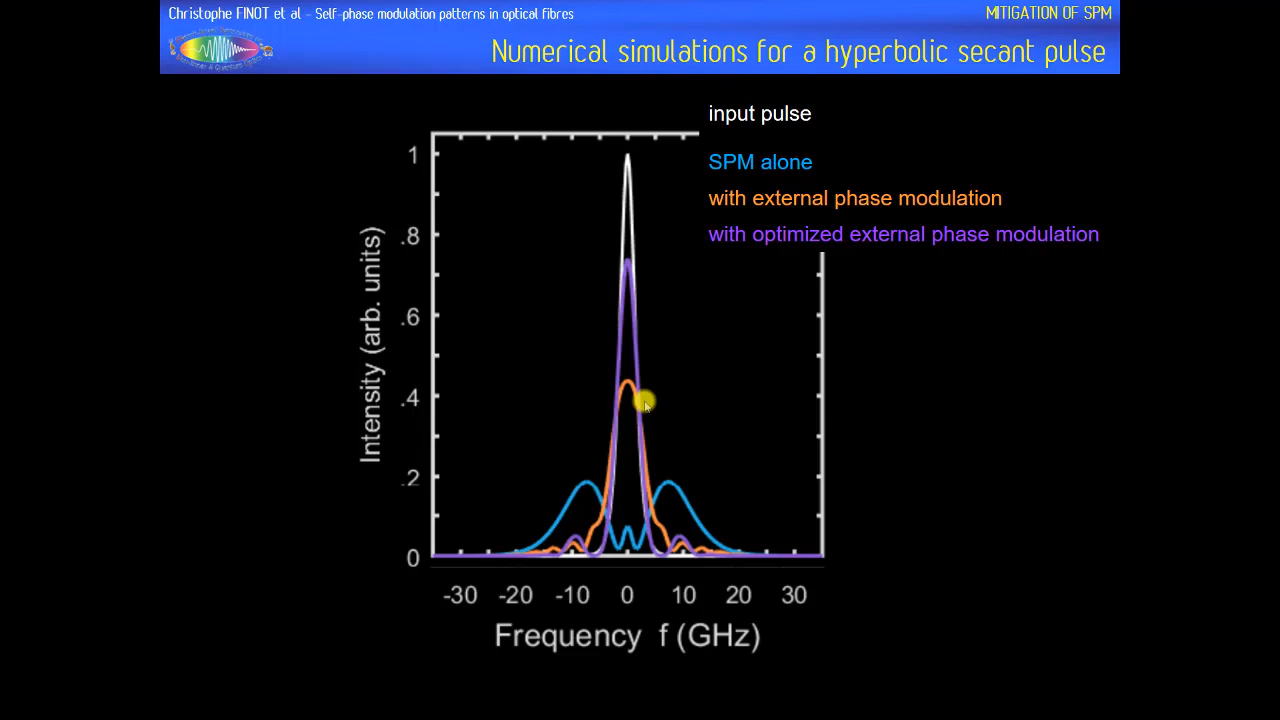 Christophe FINOT et al – Self-phase modulation patterns in optical fibres
MITIGATION OF SPM
Numerical simulations for a hyperbolic secant pulse
input pulse
SPM alone
with external phase modulation
with optimized external phase modulation
1
.8
.6
.4
.2
0
Intensity (arb. units)
-30 -20 -10 0 10 20 30
Frequency f (GHz)